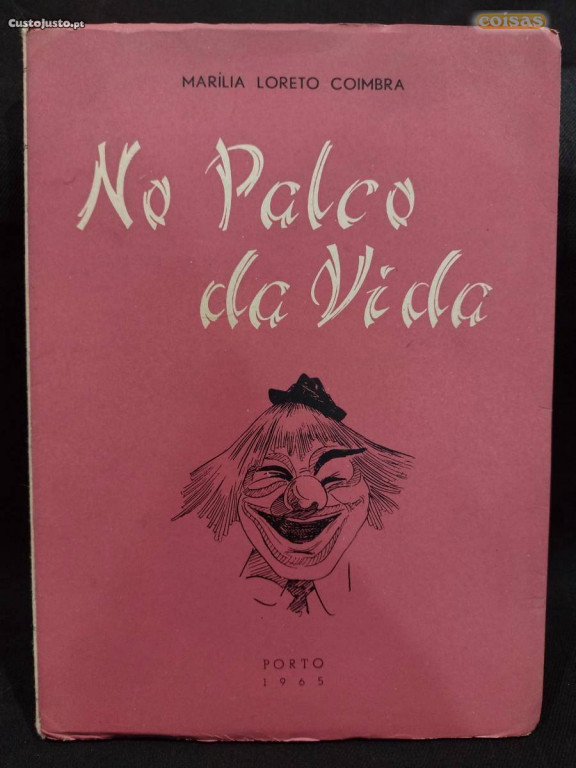 CustoJusto.pt
coisas
MARÍLIA LORETO COIMBRA
No Palco
da Vida
PORTO
1965